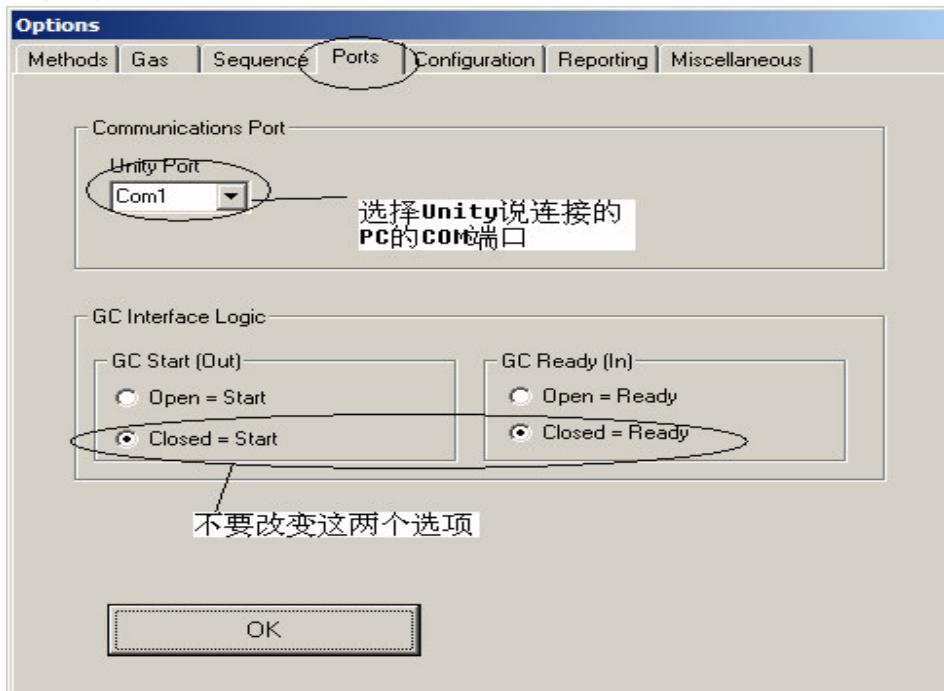 Options
Methods Gas Sequence Ports Configuration Reporting Miscellaneous
Communications Port
Unity Port
Com1
选择Unity说连接的
PC的COM端口
GC Interface Logic
GC Start (Out)
Open = Start
Closed = Start
GC Ready (In)
Open = Ready
Closed = Ready
不要改变这两个选项
OK